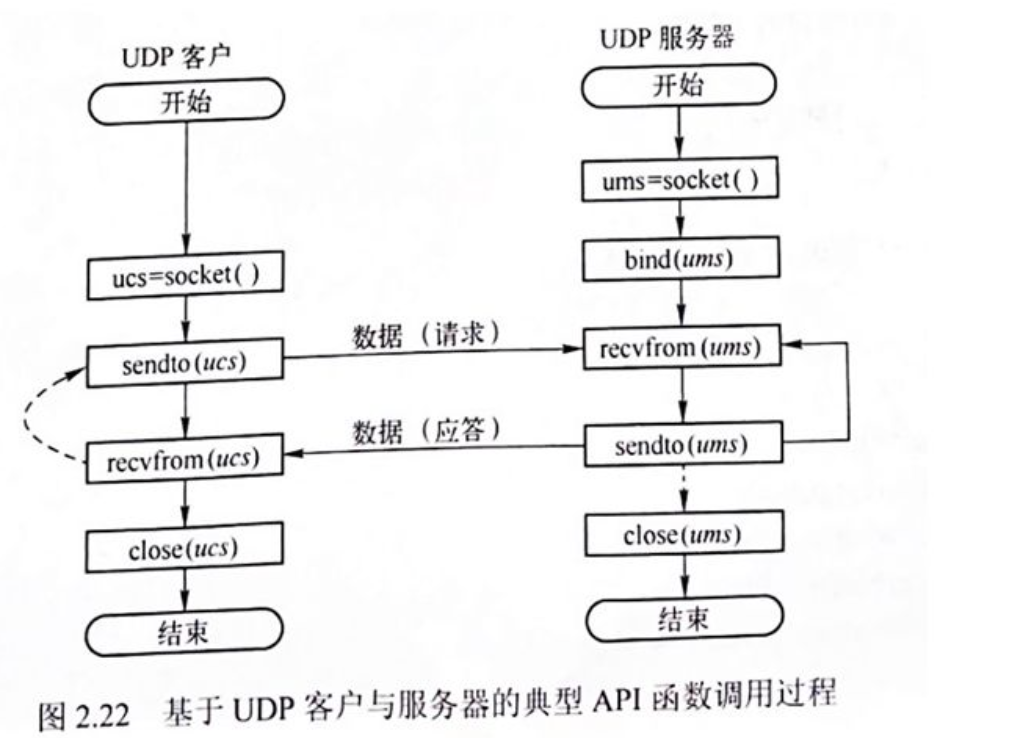 UDP 客户
开始
ucs=socket( )
sendto(ucs)
recvfrom(ucs)
close(ucs)
结束
数据（请求）
数据（应答）
UDP 服务器
开始
ums=socket( )
bind(ums)
recvfrom(ums)
sendto(ums)
close(ums)
结束
图 2.22 基于 UDP 客户与服务器的典型 API 函数调用过程